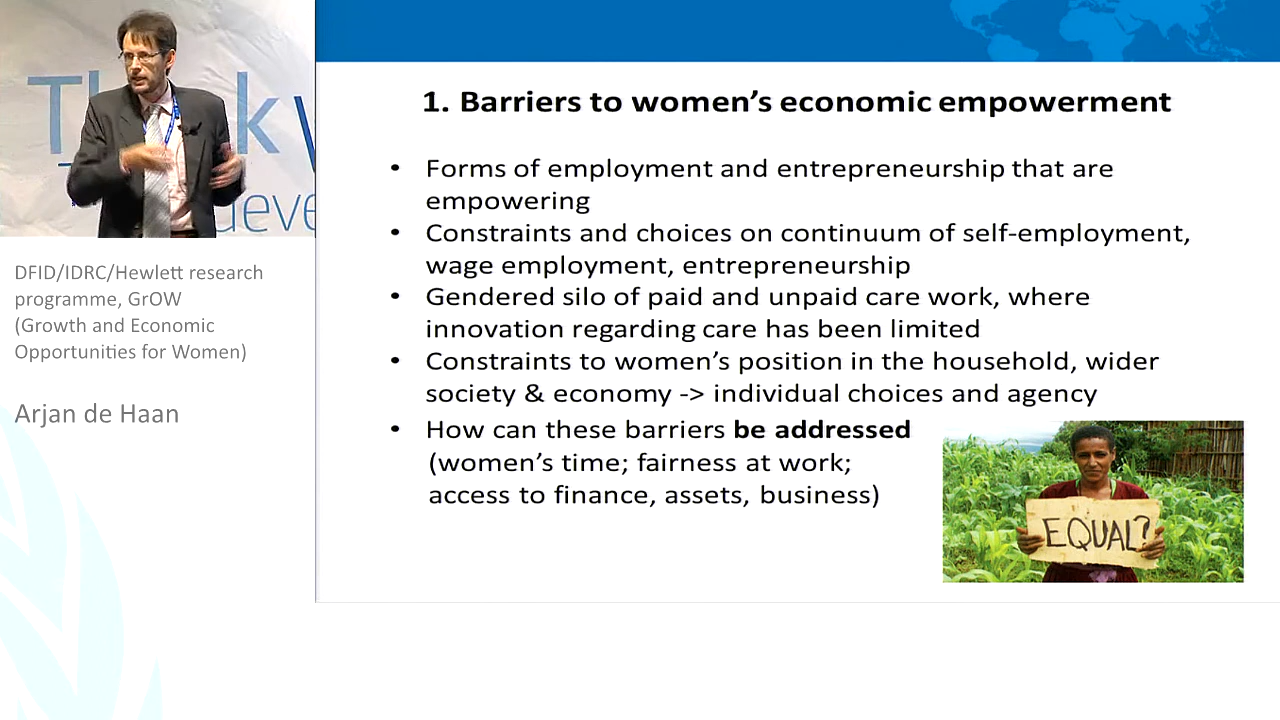 Think
deve
DFID/IDRC/Hewlett research
programme, GrOW
(Growth and Economic
Opportunities for Women)
Arjan de Haan
1. Barriers to women's economic empowerment
• Forms of employment and entrepreneurship that are
empowering
• Constraints and choices on continuum of self-employment,
wage employment, entrepreneurship
• Gendered silo of paid and unpaid care work, where
innovation regarding care has been limited
• Constraints to women's position in the household, wider
society & economy -> individual choices and agency
• How can these barriers be addressed
(women's time; fairness at work;
access to finance, assets, business)
EQUAL?